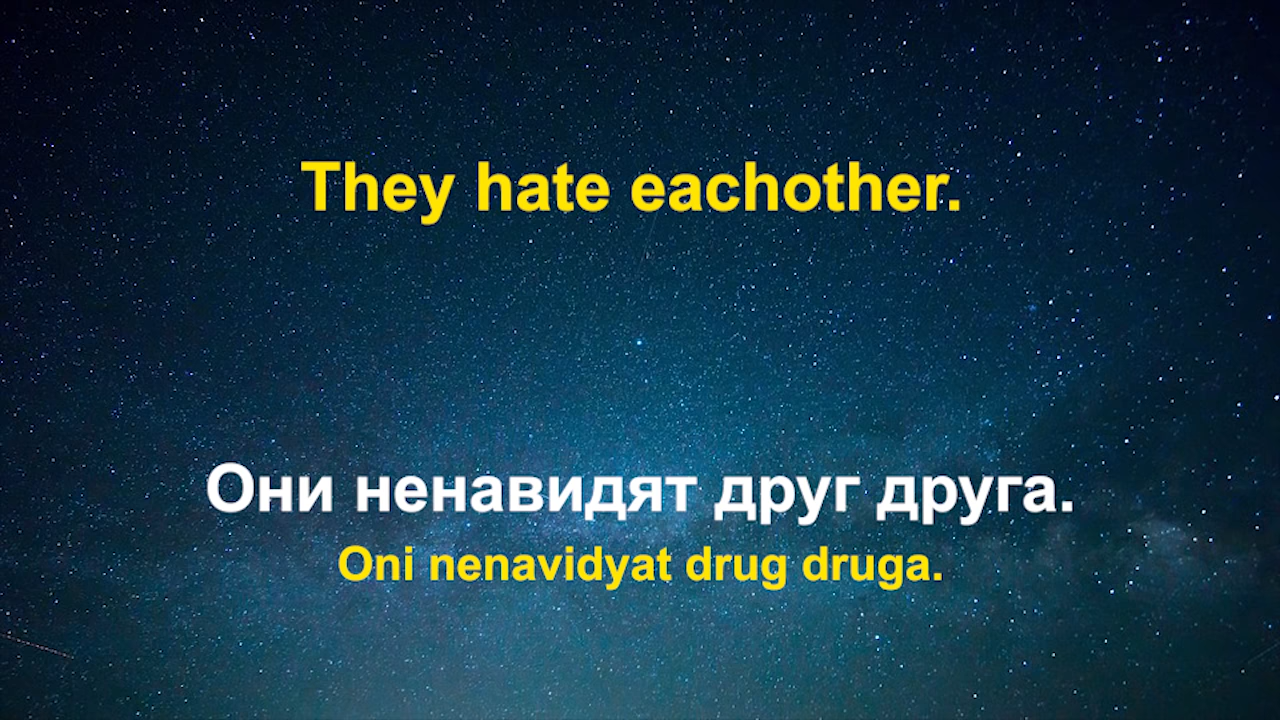 They hate eachother.
Они ненавидят друг друга.
Oni nenavidyat drug druga.